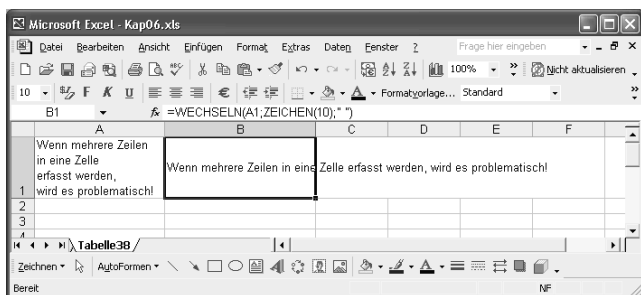 Microsoft Excel - Kap06.xls
Datei Bearbeiten Ansicht Einfügen Format Extras Daten Fenster ? Frage hier eingeben
100% Nicht aktualisieren
10 F K U € A Formatvorlage... Standard
B1 fx =WECHSELN(A1;ZEICHEN(10);" ")
A B C D E F
Wenn mehrere Zeilen
in eine Zelle
erfasst werden,
wird es problematisch!
Wenn mehrere Zeilen in eine Zelle erfasst werden, wird es problematisch!
1
2
3
4
Tabelle38
Zeichnen AutoFormen
Bereit NF